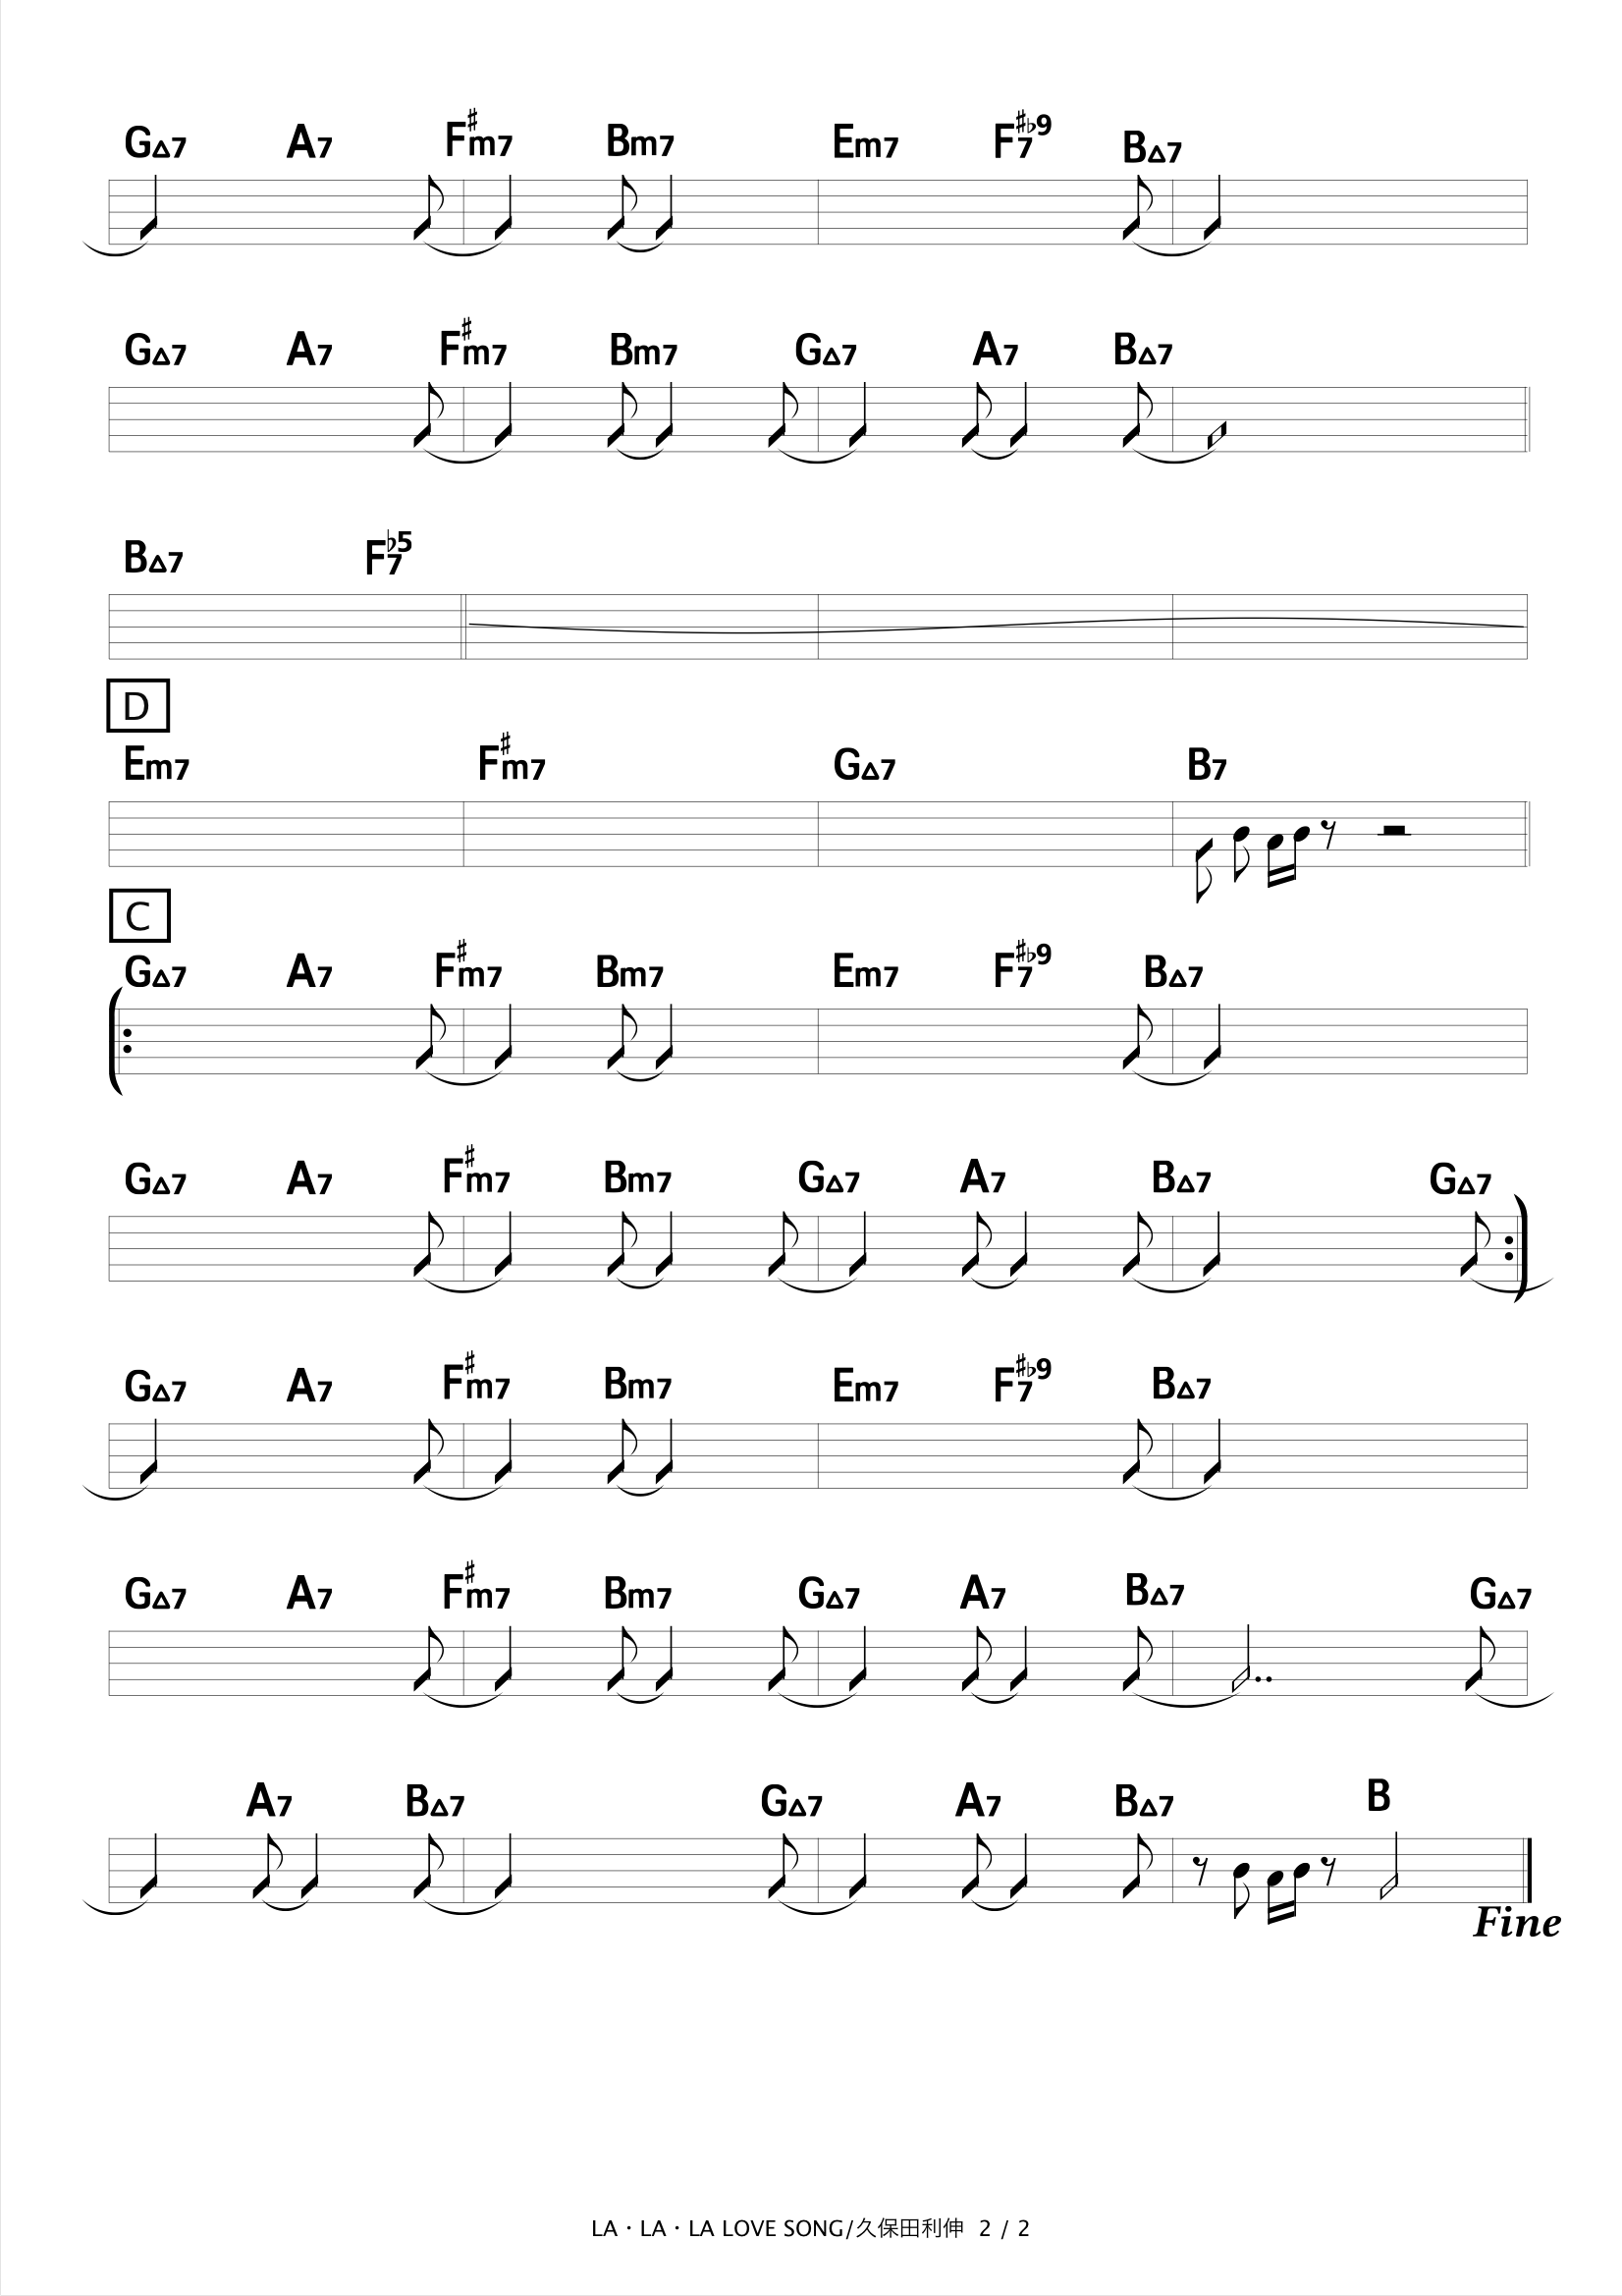 G△7 A7 F♯m7 Bm7 Em7 F7♯♭9 B△7
G△7 A7 F♯m7 Bm7 G△7 A7 B△7
B△7 F7♭5
D
Em7 F♯m7 G△7 B7
C
G△7 A7 F♯m7 Bm7 Em7 F7♯♭9 B△7
G△7 A7 F♯m7 Bm7 G△7 A7 B△7 G△7
G△7 A7 F♯m7 Bm7 Em7 F7♯♭9 B△7
G△7 A7 F♯m7 Bm7 G△7 A7 B△7 G△7
A7 B△7 G△7 A7 B△7 B
Fine
LA・LA・LA LOVE SONG/久保田利伸 2 / 2